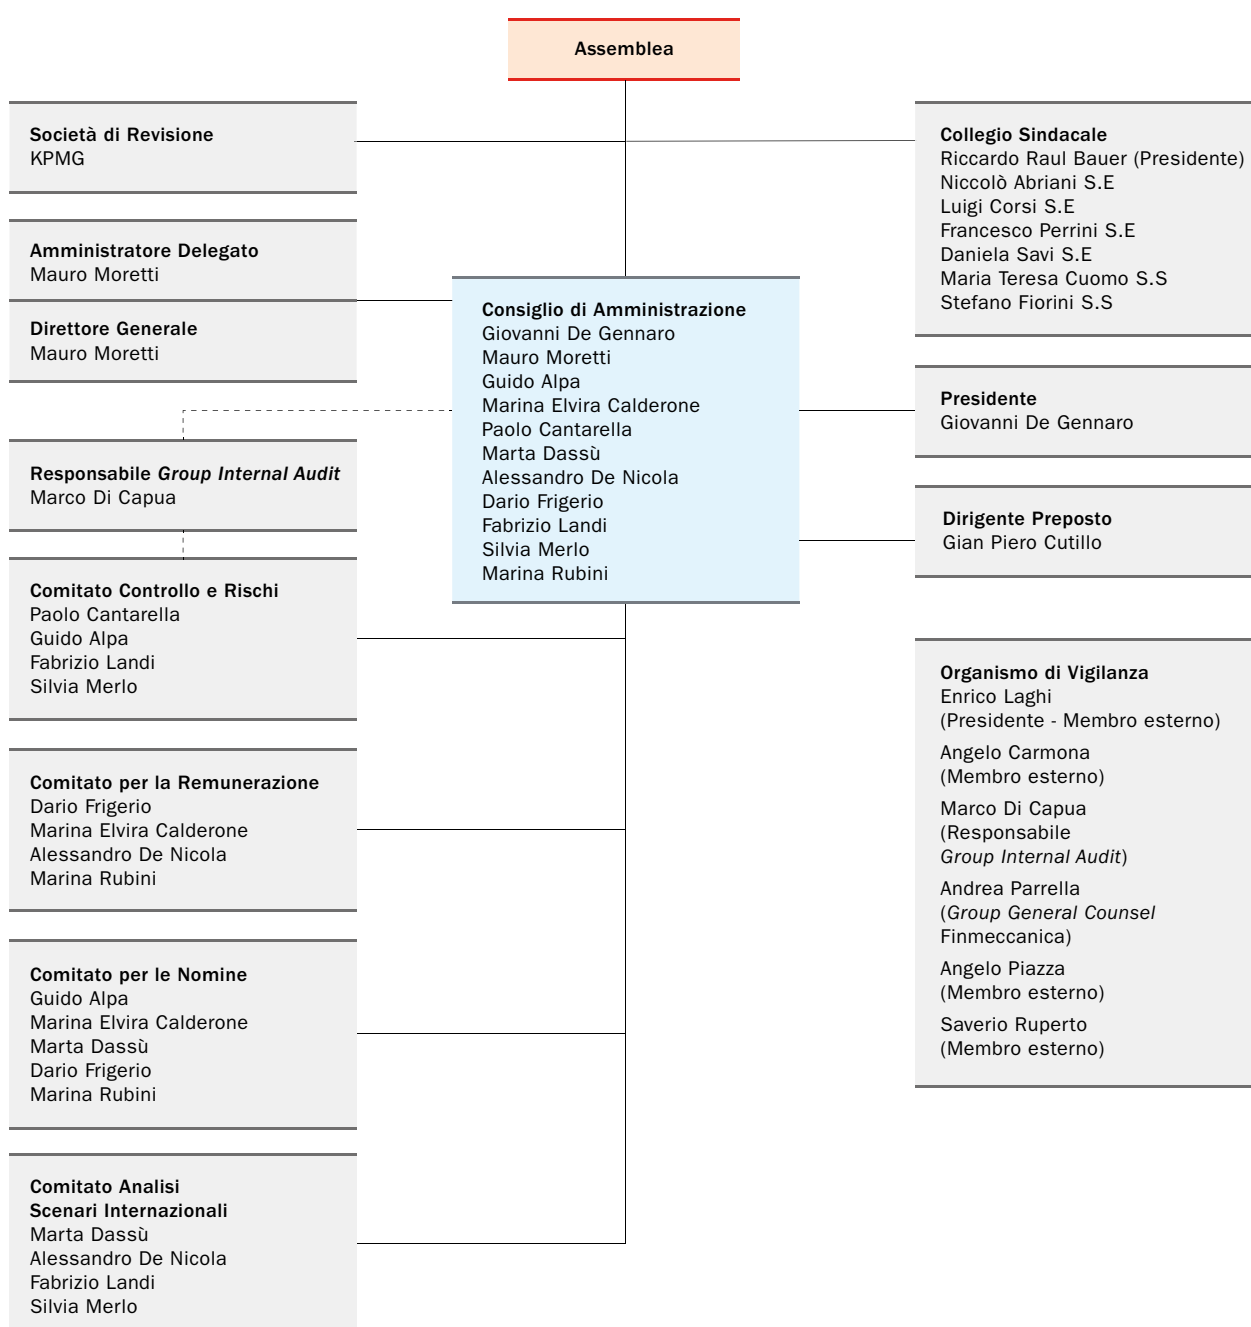 Assemblea
Società di Revisione
KPMG
Amministratore Delegato
Mauro Moretti
Direttore Generale
Mauro Moretti
Responsabile Group Internal Audit
Marco Di Capua
Comitato Controllo e Rischi
Paolo Cantarella
Guido Alpa
Fabrizio Landi
Silvia Merlo
Comitato per la Remunerazione
Dario Frigerio
Marina Elvira Calderone
Alessandro De Nicola
Marina Rubini
Comitato per le Nomine
Guido Alpa
Marina Elvira Calderone
Marta Dassù
Dario Frigerio
Marina Rubini
Comitato Analisi
Scenari Internazionali
Marta Dassù
Alessandro De Nicola
Fabrizio Landi
Silvia Merlo
Consiglio di Amministrazione
Giovanni De Gennaro
Mauro Moretti
Guido Alpa
Marina Elvira Calderone
Paolo Cantarella
Marta Dassù
Alessandro De Nicola
Dario Frigerio
Fabrizio Landi
Silvia Merlo
Marina Rubini
Collegio Sindacale
Riccardo Raul Bauer (Presidente)
Niccolò Abriani S.E
Luigi Corsi S.E
Francesco Perrini S.E
Daniela Savi S.E
Maria Teresa Cuomo S.S
Stefano Fiorini S.S
Presidente
Giovanni De Gennaro
Dirigente Preposto
Gian Piero Cutillo
Organismo di Vigilanza
Enrico Laghi
(Presidente - Membro esterno)
Angelo Carmona
(Membro esterno)
Marco Di Capua
(Responsabile
Group Internal Audit)
Andrea Parrella
(Group General Counsel
Finmeccanica)
Angelo Piazza
(Membro esterno)
Saverio Ruperto
(Membro esterno)